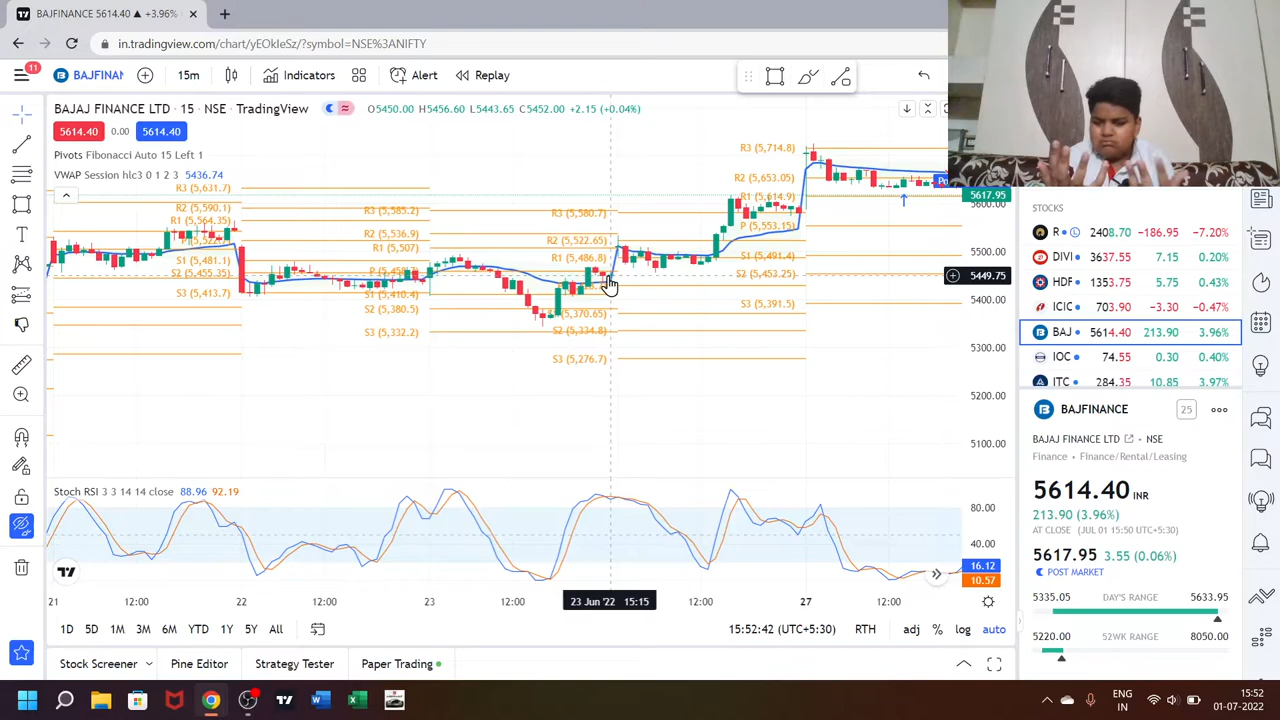 BAJFINANCE 5614.40 ▲ +3.96%
in.tradingview.com/chart/yEOkIeSz/?symbol=NSE%3ANIFTY
11
BAJFINAN
15m
Indicators
Alert
Replay
BAJAJ FINANCE LTD · 15 · NSE · TradingView
O5450.00 H5456.60 L5443.65 C5452.00 +2.15 (+0.04%)
5614.40 0.00 5614.40
Pivots Fibonacci Auto 15 Left 1
VWAP Session hlc3 0 1 2 3 5436.74
R3 (5,631.7)
R2 (5,590.1)
R1 (5,564.35)
S1 (5,481.1)
S2 (5,455.35)
S3 (5,413.7)
R3 (5,585.2)
R2 (5,536.9)
R1 (5,507)
S1 (5,410.4)
S2 (5,380.5)
S3 (5,332.2)
R3 (5,580.7)
R2 (5,522.65)
R1 (5,486.8)
S2 (5,334.8)
S3 (5,276.7)
R3 (5,714.8)
R2 (5,653.05)
R1 (5,614.9)
P (5,553.15)
S1 (5,491.4)
S2 (5,453.25)
S3 (5,391.5)
5617.95
5600.00
5500.00
5449.75
5400.00
5300.00
5200.00
5100.00
Stoch RSI 3 3 14 14 close 88.96 92.19
80.00
40.00
16.12
10.57
21 12:00 22 12:00 23 12:00 23 Jun '22 15:15 12:00 27 12:00
1D 5D 1M 3M 6M YTD 1Y 5Y All
15:52:42 (UTC+5:30) RTH adj % log auto
Stock Screener Pine Editor Strategy Tester Paper Trading
STOCKS
R 2408.70 -186.95 -7.20%
DIVI 3637.55 7.15 0.20%
HDF 1353.75 5.75 0.43%
ICIC 703.90 -3.30 -0.47%
BAJ 5614.40 213.90 3.96%
IOC 74.55 0.30 0.40%
ITC 284.35 10.85 3.97%
BAJFINANCE 25
BAJAJ FINANCE LTD NSE
Finance • Finance/Rental/Leasing
5614.40 INR
213.90 (3.96%)
AT CLOSE (JUL 01 15:50 UTC+5:30)
5617.95 3.55 (0.06%)
POST MARKET
5335.05 DAY'S RANGE 5633.95
5220.00 52WK RANGE 8050.00
ENG
IN
15:52
01-07-2022